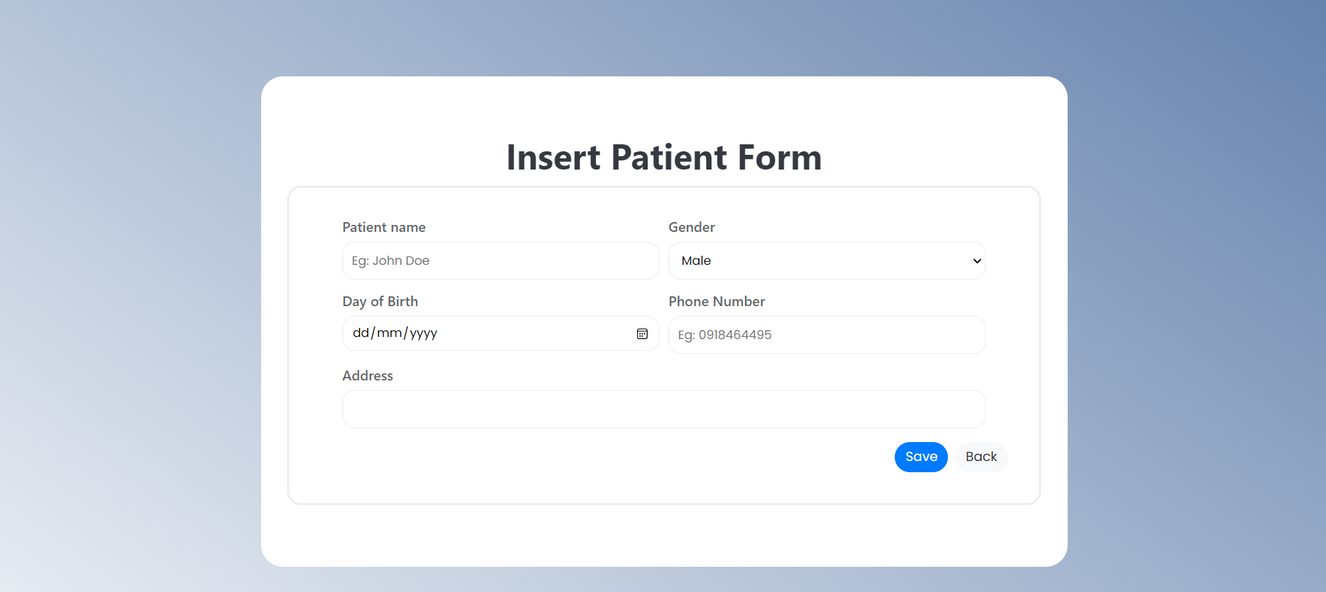 Insert Patient Form
Patient name
Gender
Eg: John Doe
Male
Day of Birth
Phone Number
dd/mm/yyyy
Eg: 0918464495
Address
Save
Back